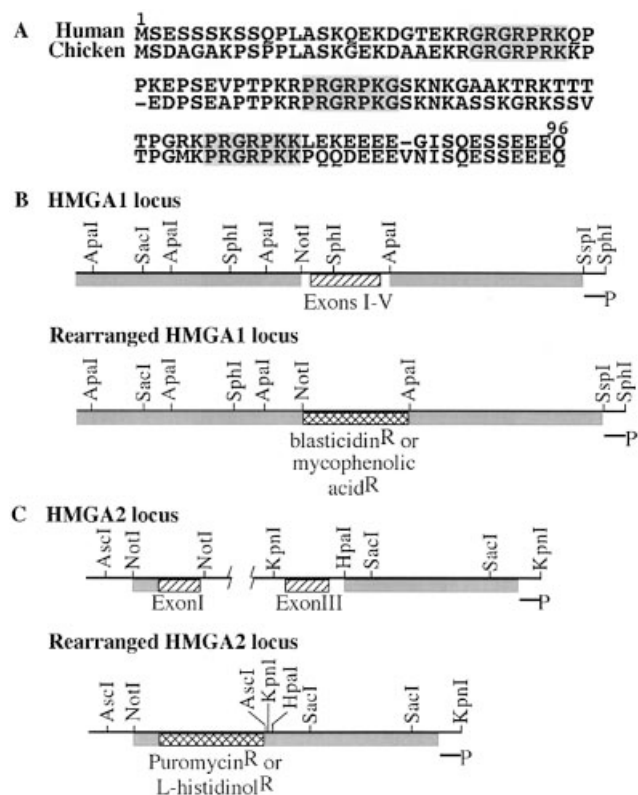 A Human 1 MSESSSKSSQPLASKQEKDGTEKRGRGRPRKQP
Chicken MSDAGAKPSPPLASKGEKDAAEKRGRGRPRKKP
PKEPSEVPTPKRPRGRPKGSKNKGAAKTRKTTT
-EDPSEAPTPKRPRGRPKGSKNKASSKGRKSSV
96
TPGRKPRGRPKKLEKEEEE-GISQESSEEEQ
TPGMKPRGRPKKPQQDEEEVNISQESSEEEQ
B HMGA1 locus
ApaI SacI ApaI SphI ApaI NotI SphI ApaI SspI SphI
Exons I-V P
Rearranged HMGA1 locus
ApaI SacI ApaI SphI ApaI NotI ApaI SspI SphI
blasticidinR or P
mycophenolic
acidR
C HMGA2 locus
AscI NotI NotI KpnI HpaI SacI SacI KpnI
ExonI ExonIII P
Rearranged HMGA2 locus
AscI NotI AscI KpnI HpaI SacI SacI KpnI
PuromycinR or P
L-histidinolR